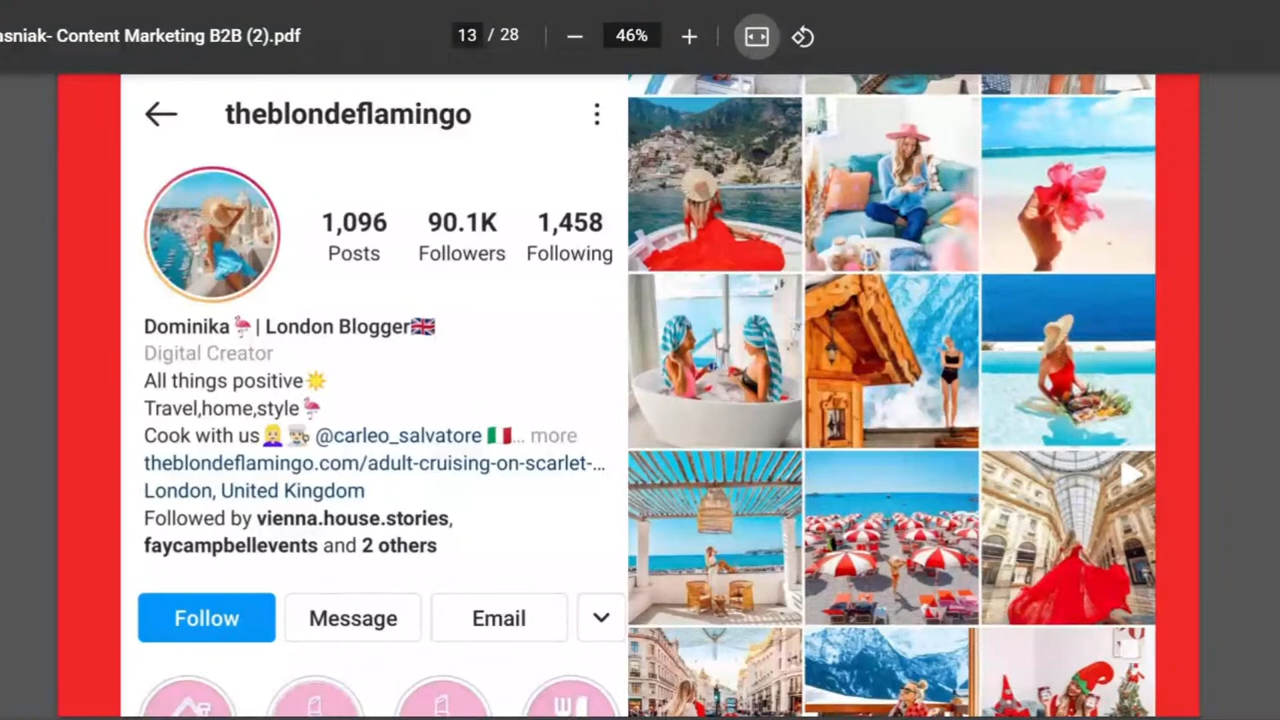 asniak- Content Marketing B2B (2).pdf
13 / 28
46%
theblondeflamingo
1,096 90.1K 1,458
Posts Followers Following
Dominika🦩 | London Blogger🇬🇧
Digital Creator
All things positive☀️
Travel,home,style🦩
Cook with us👱‍♀️👨‍🍳 @carleo_salvatore 🇮🇹... more
theblondeflamingo.com/adult-cruising-on-scarlet-...
London, United Kingdom
Followed by vienna.house.stories,
faycampbellevents and 2 others
Follow Message Email